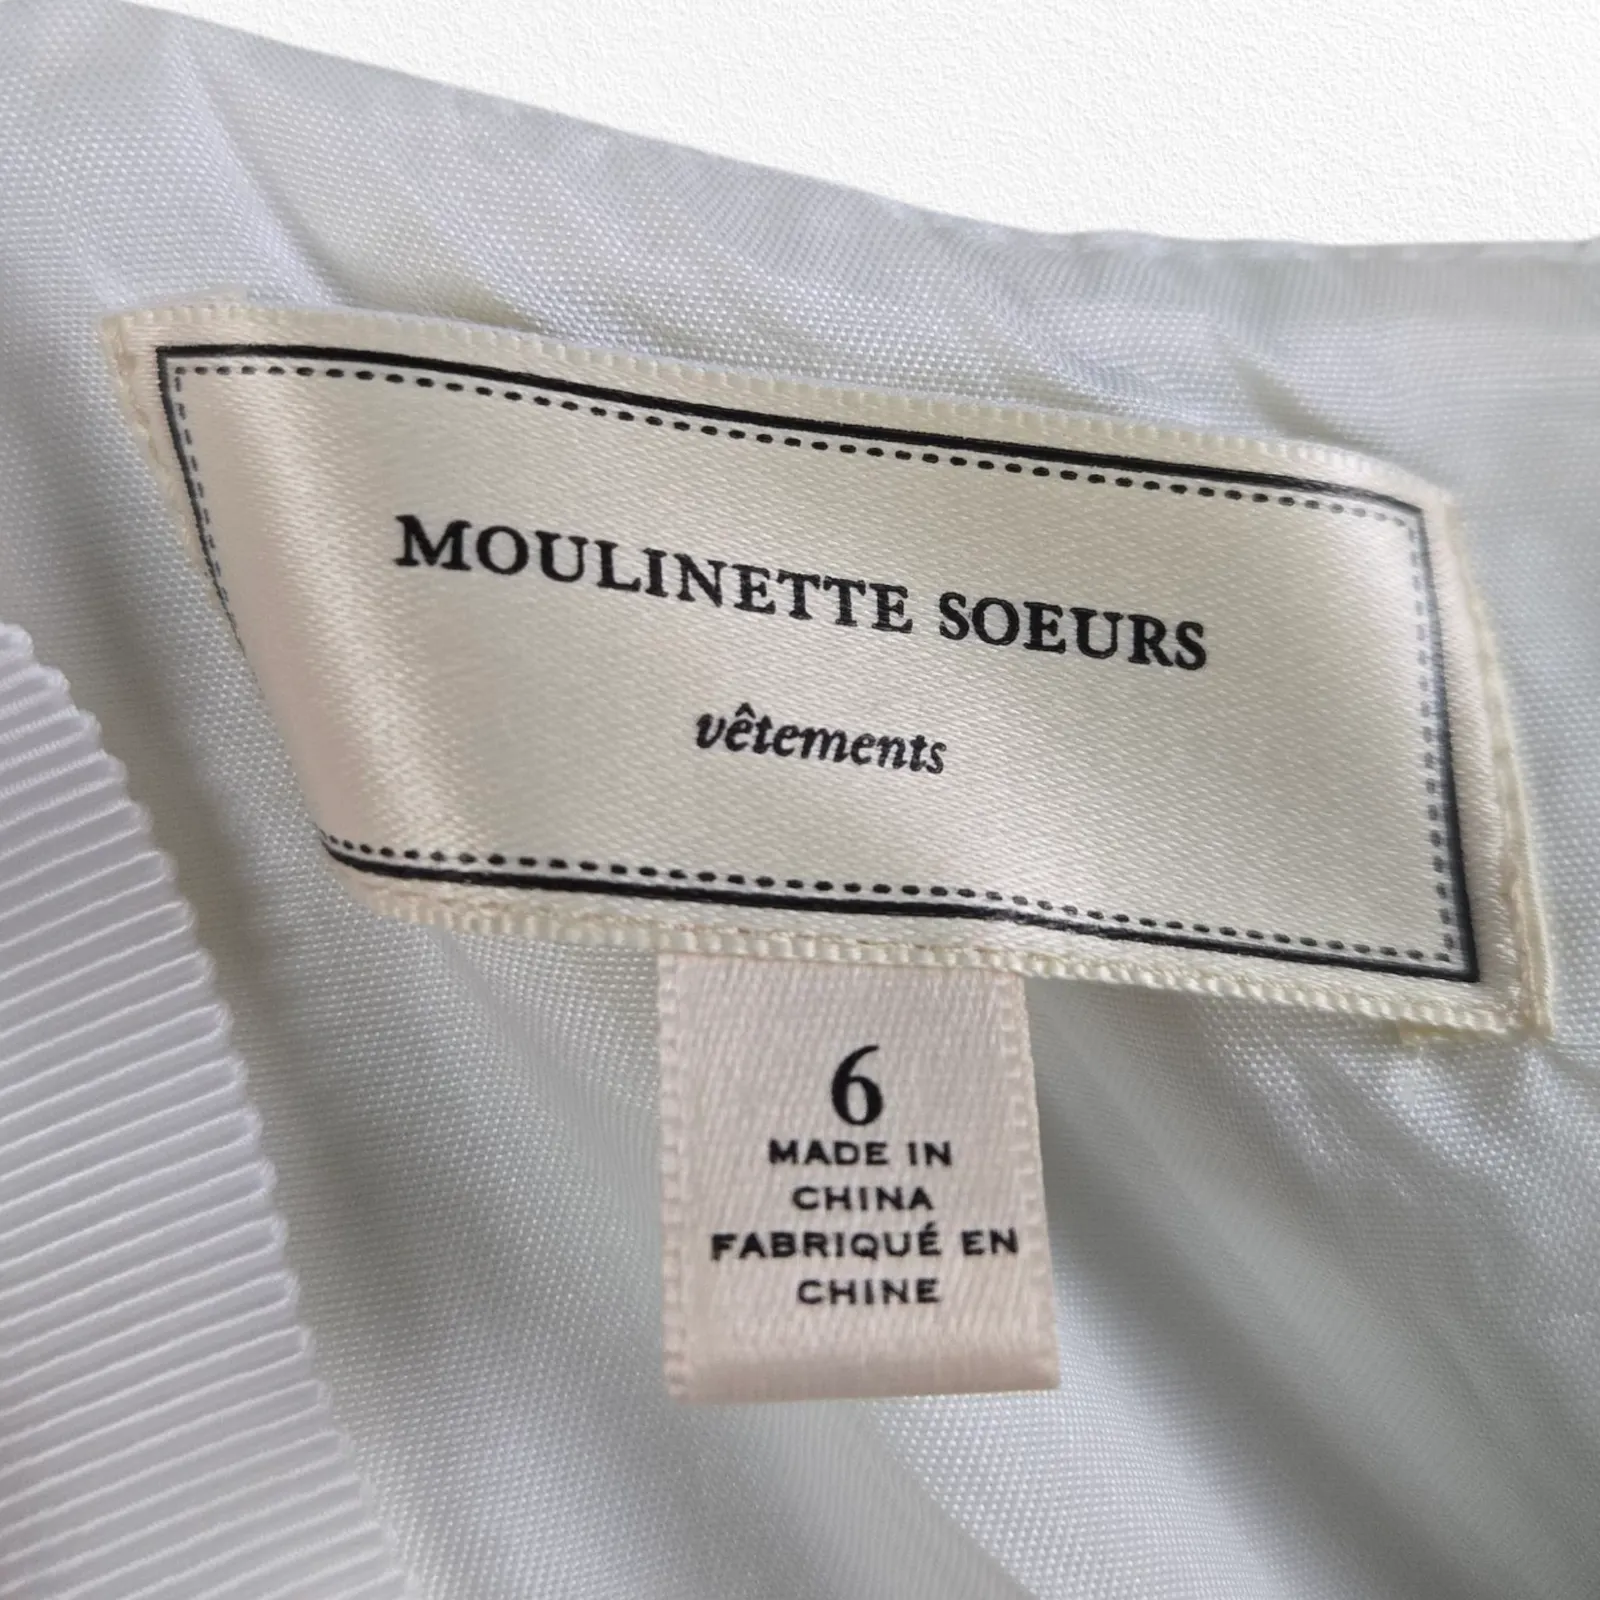 MOULINETTE SOEURS
vêtements
6
MADE IN
CHINA
FABRIQUÉ EN
CHINE